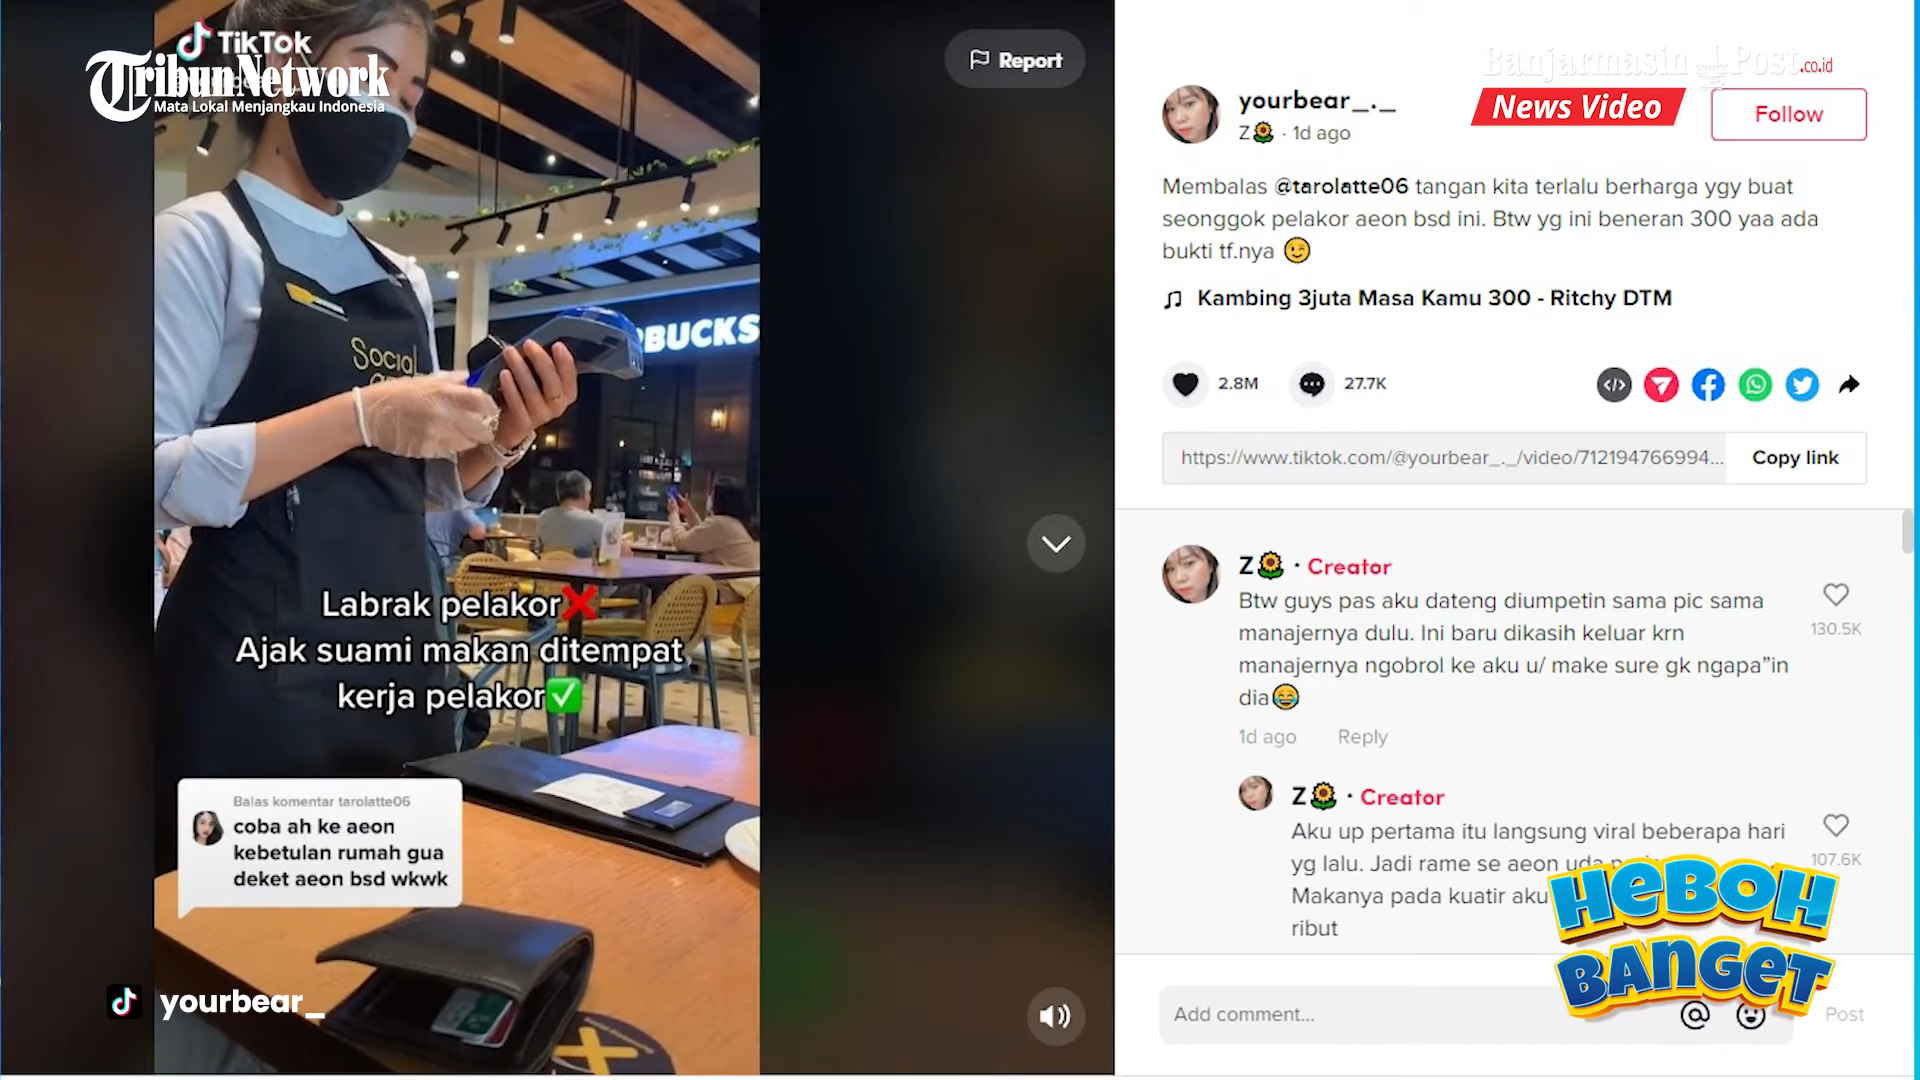 TikTok
TribunNetwork
Mata Lokal Menjangkau Indonesia
Report
Social
BUCKS
Labrak pelakor❌
Ajak suami makan ditempat
kerja pelakor✅
Balas komentar tarolatte06
coba ah ke aeon
kebetulan rumah gua
deket aeon bsd wkwk
yourbear_
yourbear_._
Z🌻 · 1d ago
Banjarmasin Post.co.id
News Video
Follow
Membalas @tarolatte06 tangan kita terlalu berharga ygy buat
seonggok pelakor aeon bsd ini. Btw yg ini beneran 300 yaa ada
bukti tf.nya 😉
Kambing 3juta Masa Kamu 300 - Ritchy DTM
2.8M
27.7K
https://www.tiktok.com/@yourbear_._/video/712194766994...
Copy link
Z🌻 · Creator
Btw guys pas aku dateng diumpetin sama pic sama
manajernya dulu. Ini baru dikasih keluar krn
manajernya ngobrol ke aku u/ make sure gk ngapa"in
dia😂
130.5K
1d ago
Reply
Z🌻 · Creator
Aku up pertama itu langsung viral beberapa hari
yg lalu. Jadi rame se aeon uda
Makanya pada kuatir aku
ribut
107.6K
HEBOH
BANGET
Add comment...
Post